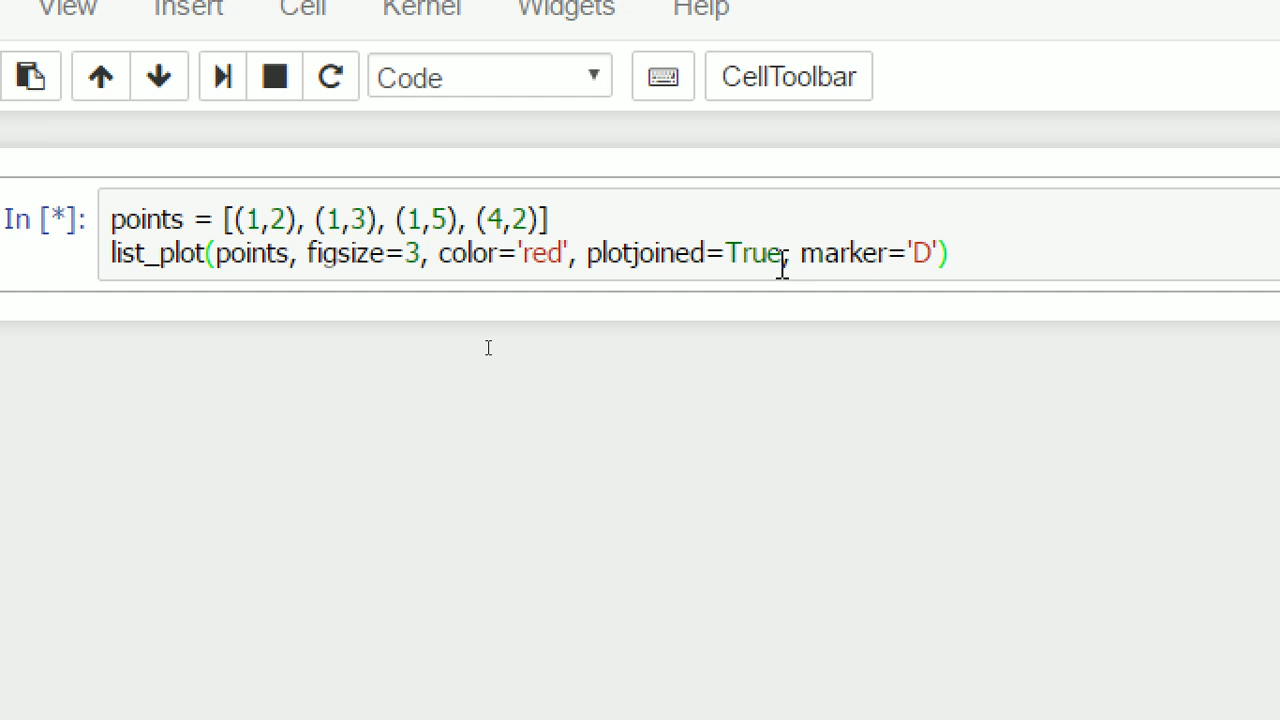 View Insert Cell Kernel Widgets Help
Code CellToolbar
In [*]: points = [(1,2), (1,3), (1,5), (4,2)]
list_plot(points, figsize=3, color='red', plotjoined=True, marker='D')